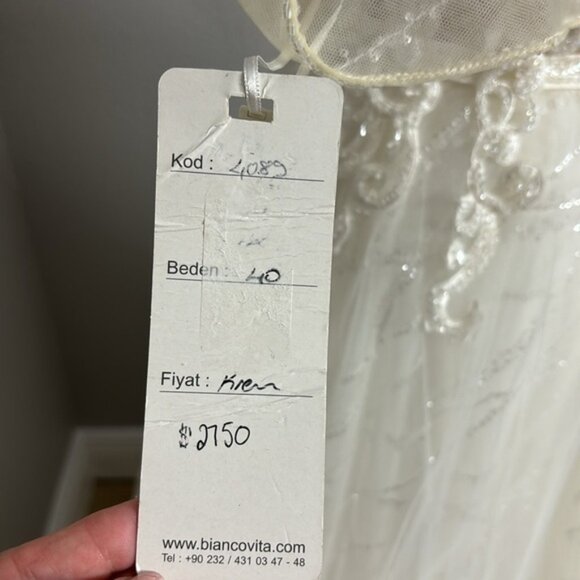 Kod : 4089
Beden : 40
Fiyat : Krem
$2750
www.biancovita.com
Tel : +90 232 / 431 03 47 - 48